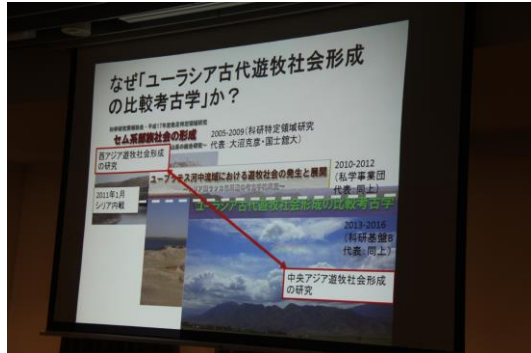 なぜ「ユーラシア古代遊牧社会形成
の比較考古学」か?
セム系部族社会の形成
2005-2009(科研特定領域研究
代表:大沼克彦・国士舘大)
西アジア遊牧社会形成
の研究
ユーフラテス河中流域における遊牧社会の発生と展開
2010-2012
(私学事業団
代表:同上)
2011年1月
シリア内戦
ユーラシア古代遊牧社会形成の比較考古学
2013-2016
(科研基盤B
代表:同上)
中央アジア遊牧社会形成
の研究